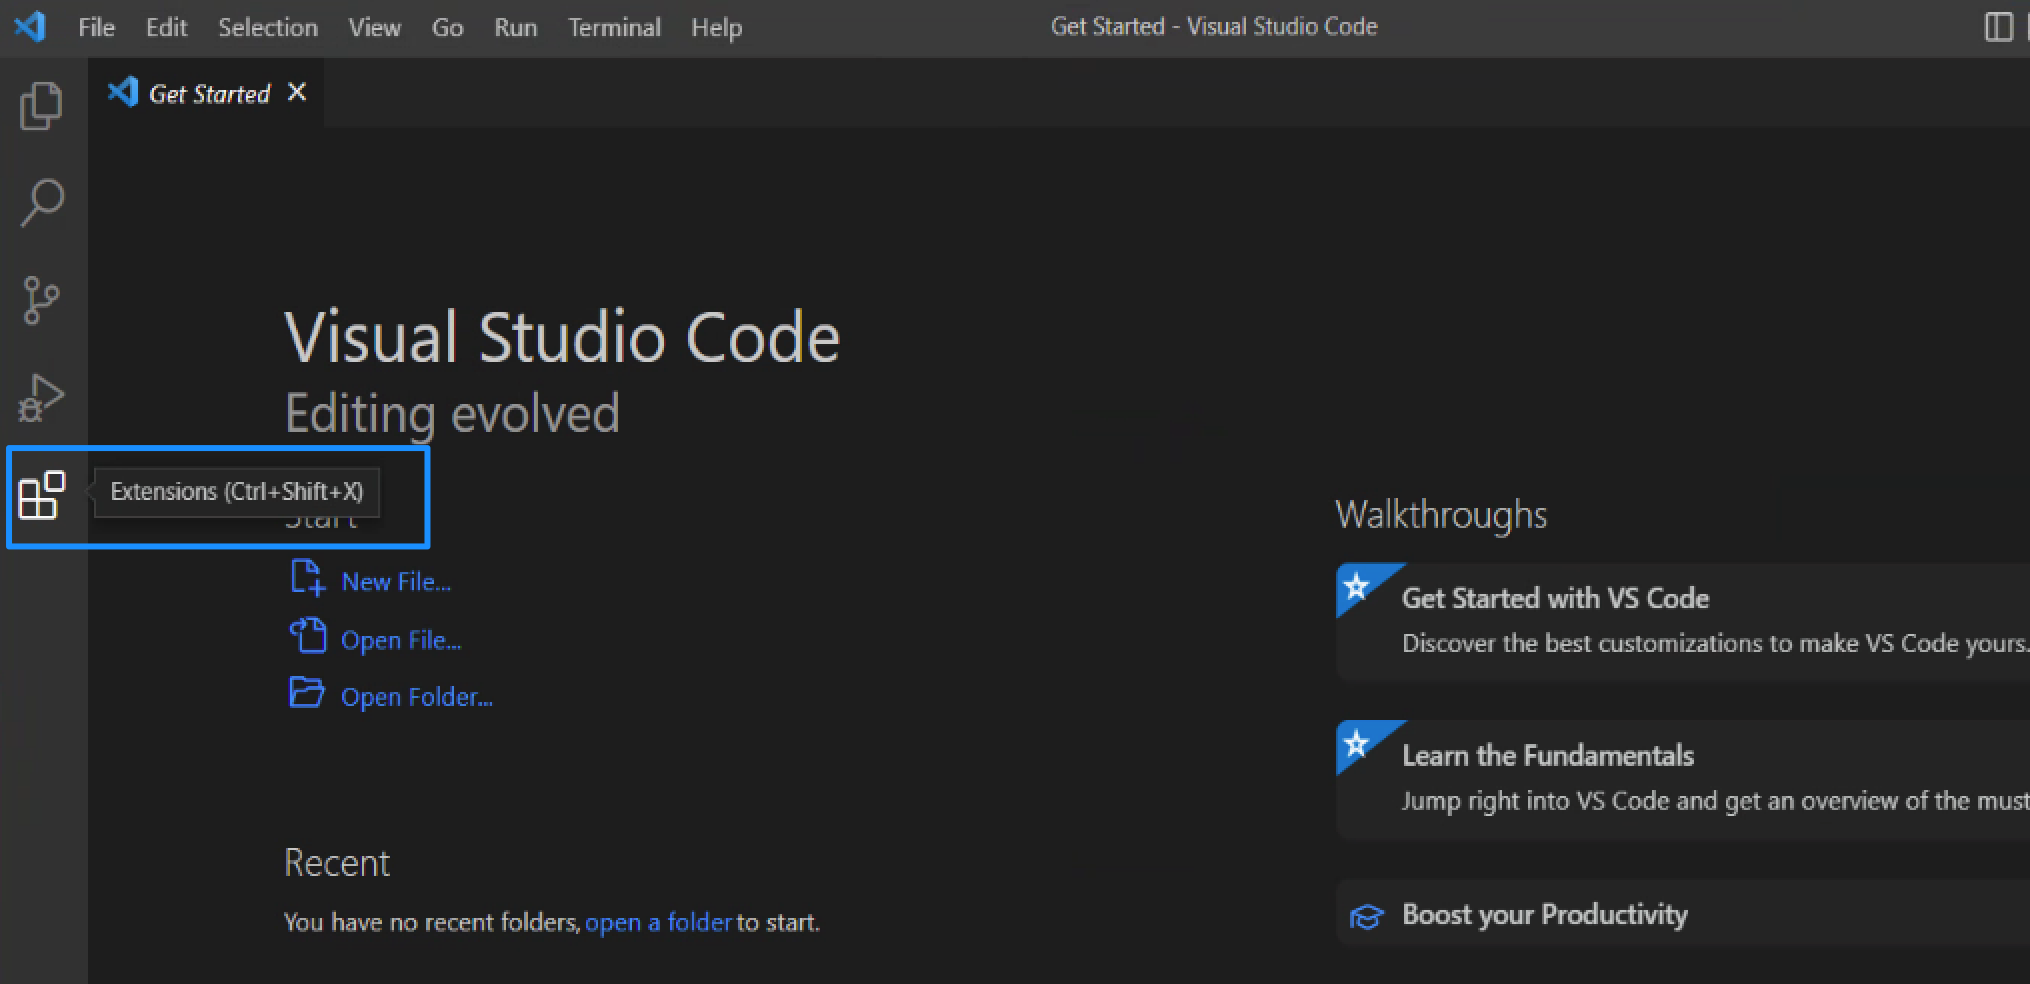 File Edit Selection View Go Run Terminal Help
Get Started - Visual Studio Code
Get Started
Visual Studio Code
Editing evolved
Extensions (Ctrl+Shift+X)
Start
New File...
Open File...
Open Folder...
Recent
You have no recent folders, open a folder to start.
Walkthroughs
Get Started with VS Code
Discover the best customizations to make VS Code yours.
Learn the Fundamentals
Jump right into VS Code and get an overview of the must
Boost your Productivity